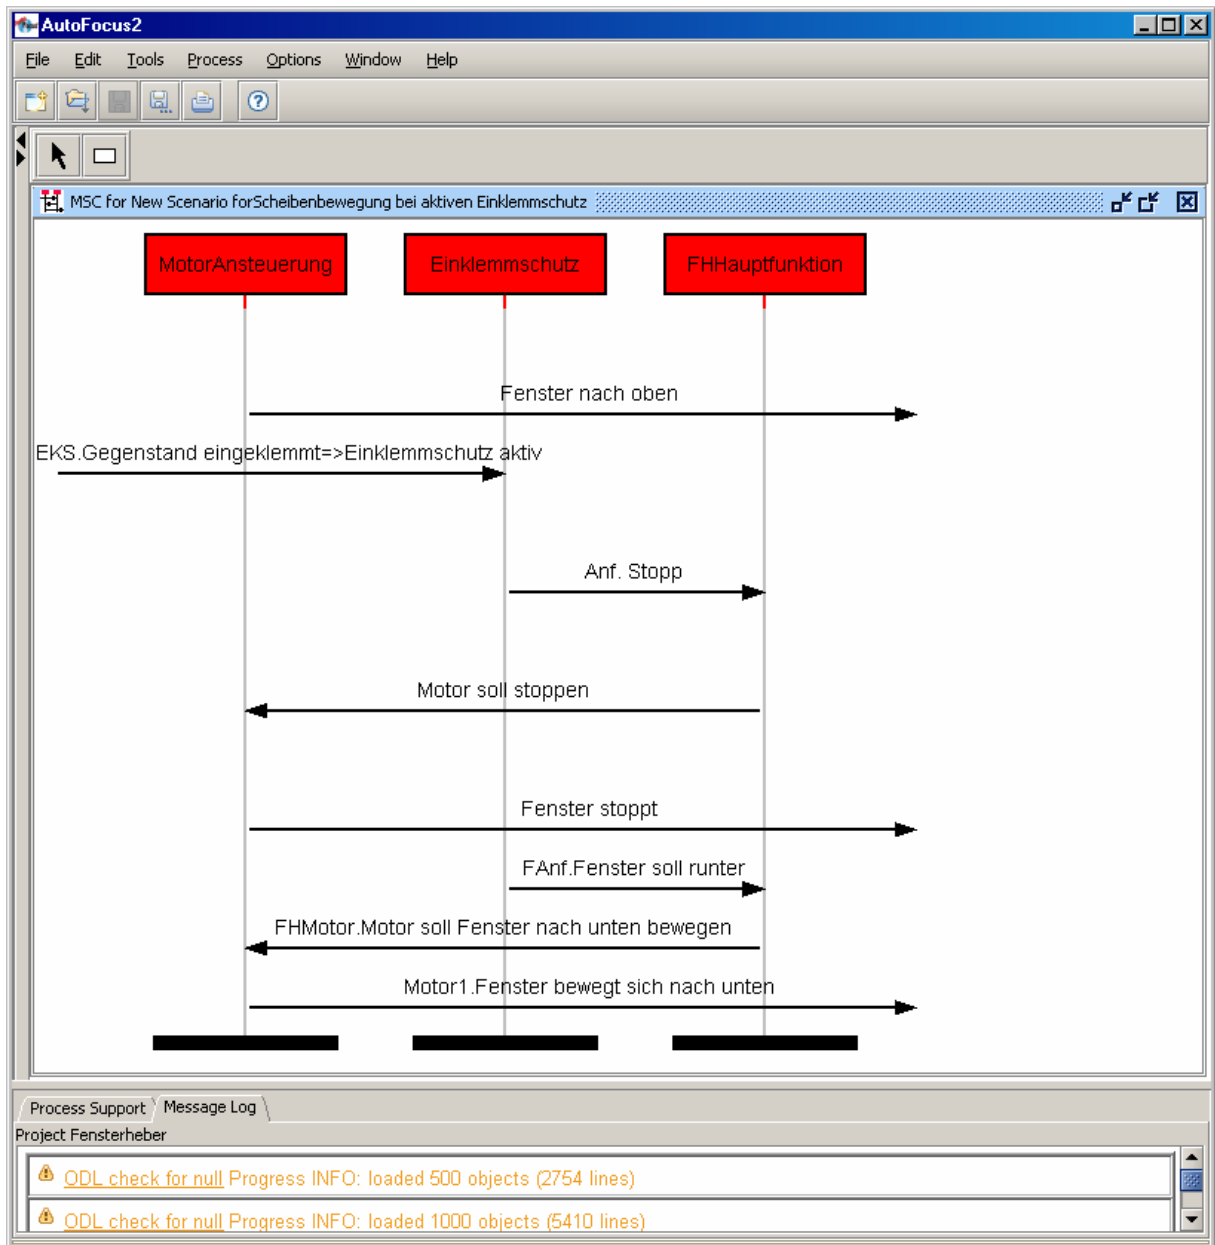 AutoFocus2
File Edit Tools Process Options Window Help
MSC for New Scenario forScheibenbewegung bei aktiven Einklemmschutz
MotorAnsteuerung Einklemmschutz FHHauptfunktion
Fenster nach oben
EKS.Gegenstand eingeklemmt=>Einklemmschutz aktiv
Anf. Stopp
Motor soll stoppen
Fenster stoppt
FAnf.Fenster soll runter
FHMotor.Motor soll Fenster nach unten bewegen
Motor1.Fenster bewegt sich nach unten
Process Support Message Log
Project Fensterheber
ODL check for null Progress INFO: loaded 500 objects (2754 lines)
ODL check for null Progress INFO: loaded 1000 objects (5410 lines)